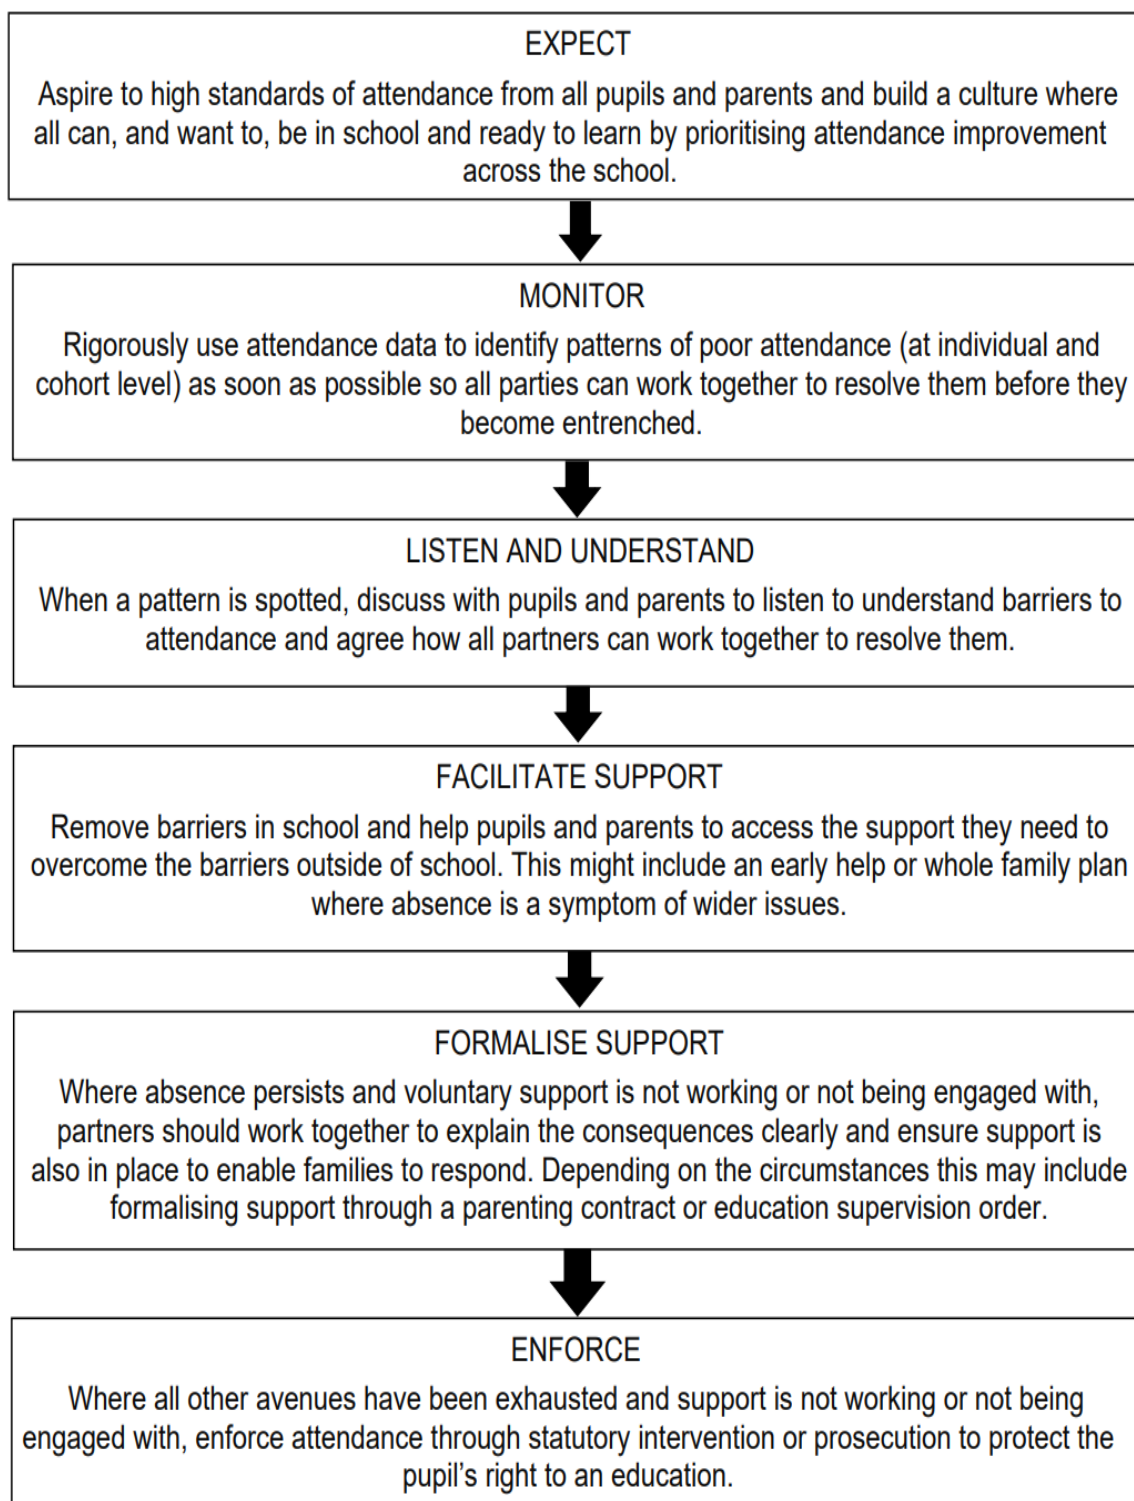 EXPECT
Aspire to high standards of attendance from all pupils and parents and build a culture where
all can, and want to, be in school and ready to learn by prioritising attendance improvement
across the school.
MONITOR
Rigorously use attendance data to identify patterns of poor attendance (at individual and
cohort level) as soon as possible so all parties can work together to resolve them before they
become entrenched.
LISTEN AND UNDERSTAND
When a pattern is spotted, discuss with pupils and parents to listen to understand barriers to
attendance and agree how all partners can work together to resolve them.
FACILITATE SUPPORT
Remove barriers in school and help pupils and parents to access the support they need to
overcome the barriers outside of school. This might include an early help or whole family plan
where absence is a symptom of wider issues.
FORMALISE SUPPORT
Where absence persists and voluntary support is not working or not being engaged with,
partners should work together to explain the consequences clearly and ensure support is
also in place to enable families to respond. Depending on the circumstances this may include
formalising support through a parenting contract or education supervision order.
ENFORCE
Where all other avenues have been exhausted and support is not working or not being
engaged with, enforce attendance through statutory intervention or prosecution to protect the
pupil’s right to an education.